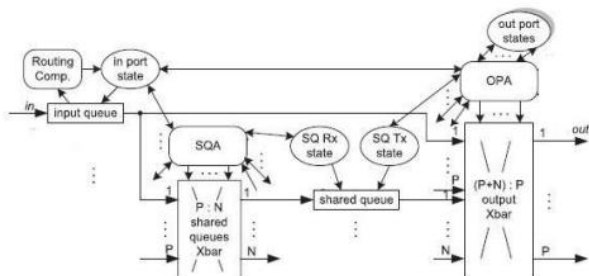 out port
states
Routing
Comp.
in port
state
OPA
in
input queue
SQA
SQ Rx
state
SQ Tx
state
1
1
out
P
1
P : N
shared
queues
Xbar
1
shared queue
1
(P+N) : P
output
Xbar
P
N
N
P